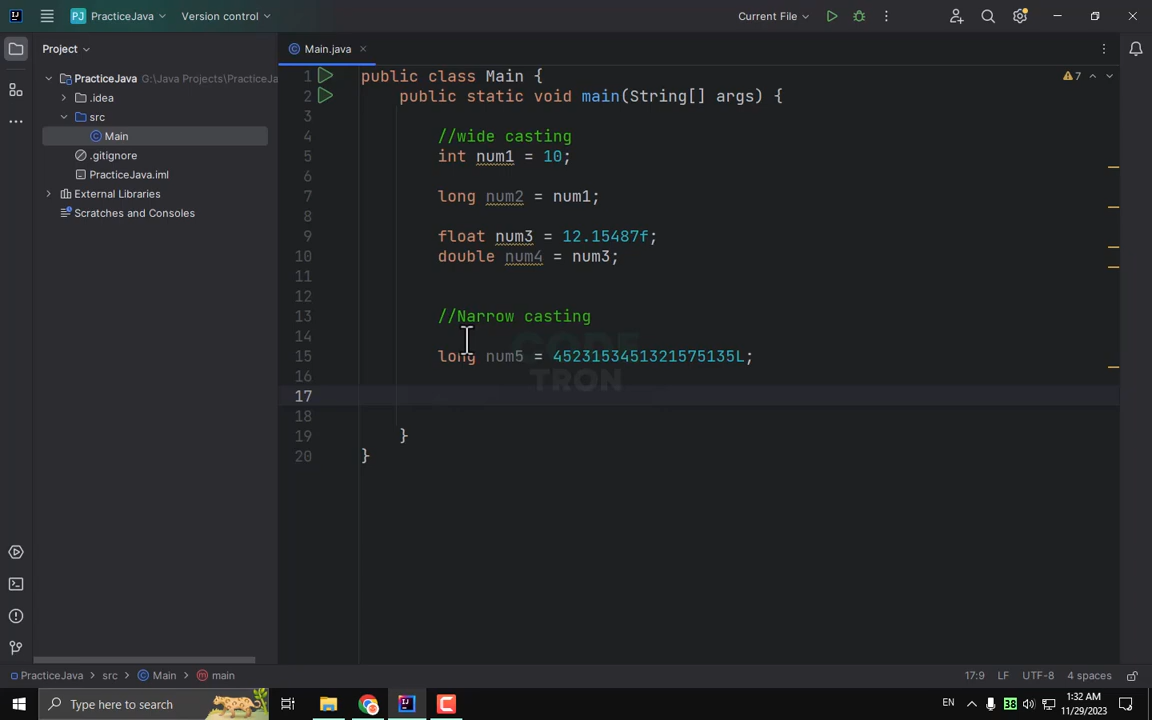 PJ PracticeJava Version control Current File
Project Main.java
1 public class Main { 7
PracticeJava G:\Java Projects\PracticeJa
2 public static void main(String[] args) {
.idea
3
src
4 //wide casting
Main
5 int num1 = 10;
.gitignore
6
PracticeJava.iml
7 long num2 = num1;
External Libraries
8
Scratches and Consoles
9 float num3 = 12.15487f;
10 double num4 = num3;
11
12
13 //Narrow casting
14
15 long num5 = 4523153451321575135L;
CODE
TRON
16
17
18
19 }
20 }
PracticeJava src Main main 17:9 LF UTF-8 4 spaces
Type here to search EN 38 1:32 AM
11/29/2023